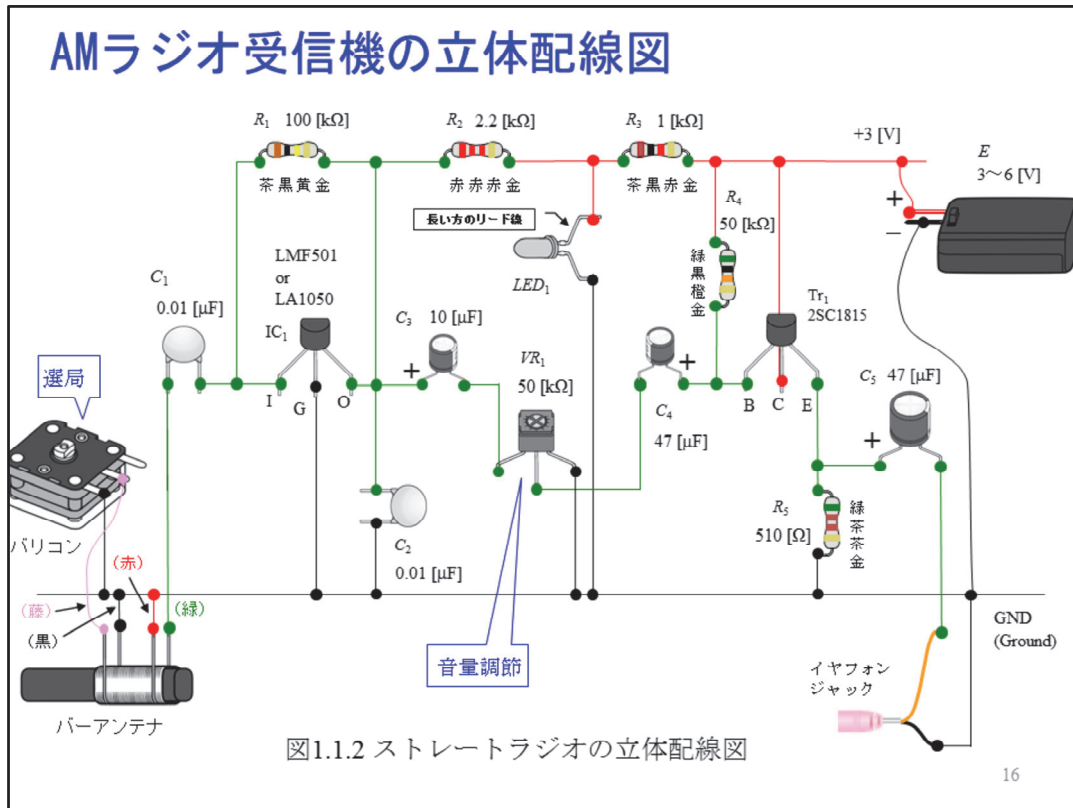 AMラジオ受信機の立体配線図
R1 100 [kΩ]
茶黒黄金
R2 2.2 [kΩ]
赤赤赤金
R3 1 [kΩ]
茶黒赤金
+3 [V]
E
3～6 [V]
+
−
R4
50 [kΩ]
緑黒橙金
長い方のリード線
LED1
C1
0.01 [μF]
LMF501
or
LA1050
IC1
I
G
O
C3 10 [μF]
+
VR1
50 [kΩ]
+
C4
47 [μF]
Tr1
2SC1815
B
C
E
C5 47 [μF]
+
選局
バリコン
C2
0.01 [μF]
R5
510 [Ω]
緑茶茶金
(藤)
(黒)
(赤)
(緑)
バーアンテナ
音量調節
GND
(Ground)
イヤフォン
ジャック
図1.1.2 ストレートラジオの立体配線図
16